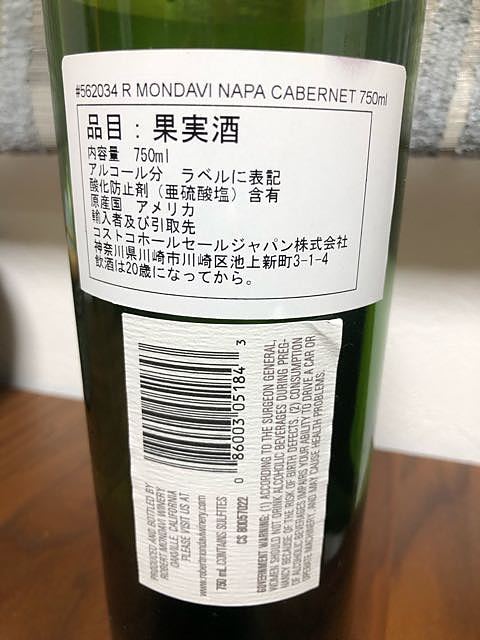 #562034 R MONDAVI NAPA CABERNET 750ml
品目：果実酒
内容量 750ml
アルコール分 ラベルに表記
酸化防止剤（亜硫酸塩）含有
原産国 アメリカ
輸入者及び引取先
コストコホールセールジャパン株式会社
神奈川県川崎市川崎区池上新町3-1-4
飲酒は20歳になってから。
0 86003 05184 3
PRODUCED AND BOTTLED BY
ROBERT MONDAVI WINERY
OAKVILLE, CALIFORNIA
PLEASE VISIT US AT
www.robertmondaviwinery.com
750 mL CONTAINS SULFITES
CS 80057022
GOVERNMENT WARNING: (1) ACCORDING TO THE SURGEON GENERAL,
WOMEN SHOULD NOT DRINK ALCOHOLIC BEVERAGES DURING PREG-
NANCY BECAUSE OF THE RISK OF BIRTH DEFECTS. (2) CONSUMPTION
OF ALCOHOLIC BEVERAGES IMPAIRS YOUR ABILITY TO DRIVE A CAR OR
OPERATE MACHINERY, AND MAY CAUSE HEALTH PROBLEMS.